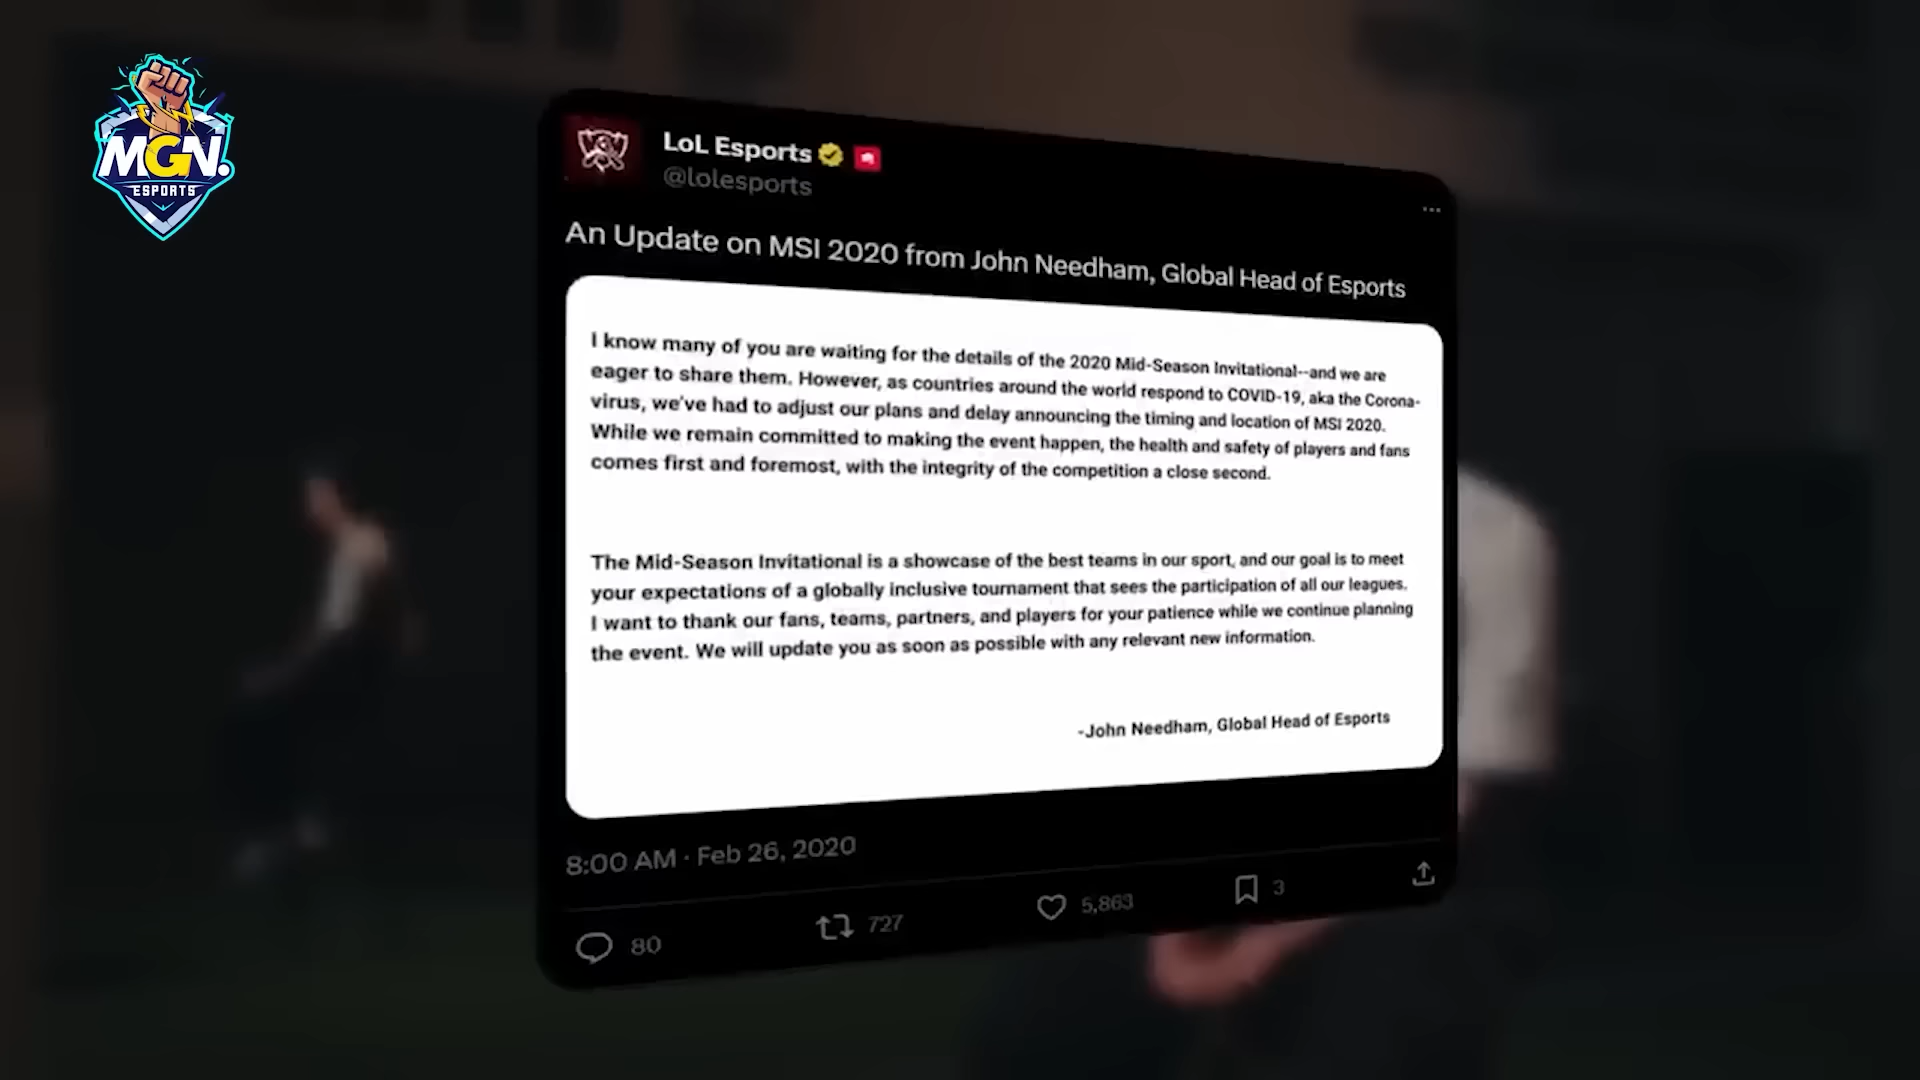 MGN.
ESPORTS
LoL Esports
@lolesports
...
An Update on MSI 2020 from John Needham, Global Head of Esports
I know many of you are waiting for the details of the 2020 Mid-Season Invitational--and we are
eager to share them. However, as countries around the world respond to COVID-19, aka the Corona-
virus, we've had to adjust our plans and delay announcing the timing and location of MSI 2020.
While we remain committed to making the event happen, the health and safety of players and fans
comes first and foremost, with the integrity of the competition a close second.
The Mid-Season Invitational is a showcase of the best teams in our sport, and our goal is to meet
your expectations of a globally inclusive tournament that sees the participation of all our leagues.
I want to thank our fans, teams, partners, and players for your patience while we continue planning
the event. We will update you as soon as possible with any relevant new information.
-John Needham, Global Head of Esports
8:00 AM · Feb 26, 2020
80 727 5,863 3